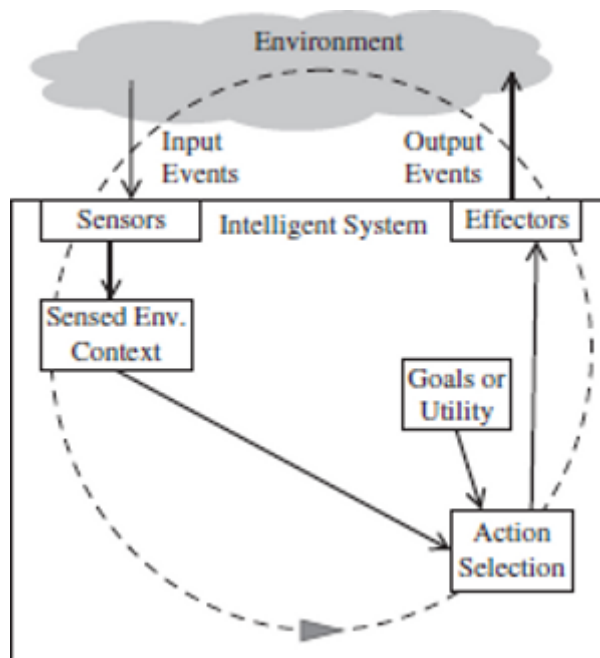 Environment
Input
Events
Output
Events
Sensors
Intelligent System
Effectors
Sensed Env.
Context
Goals or
Utility
Action
Selection